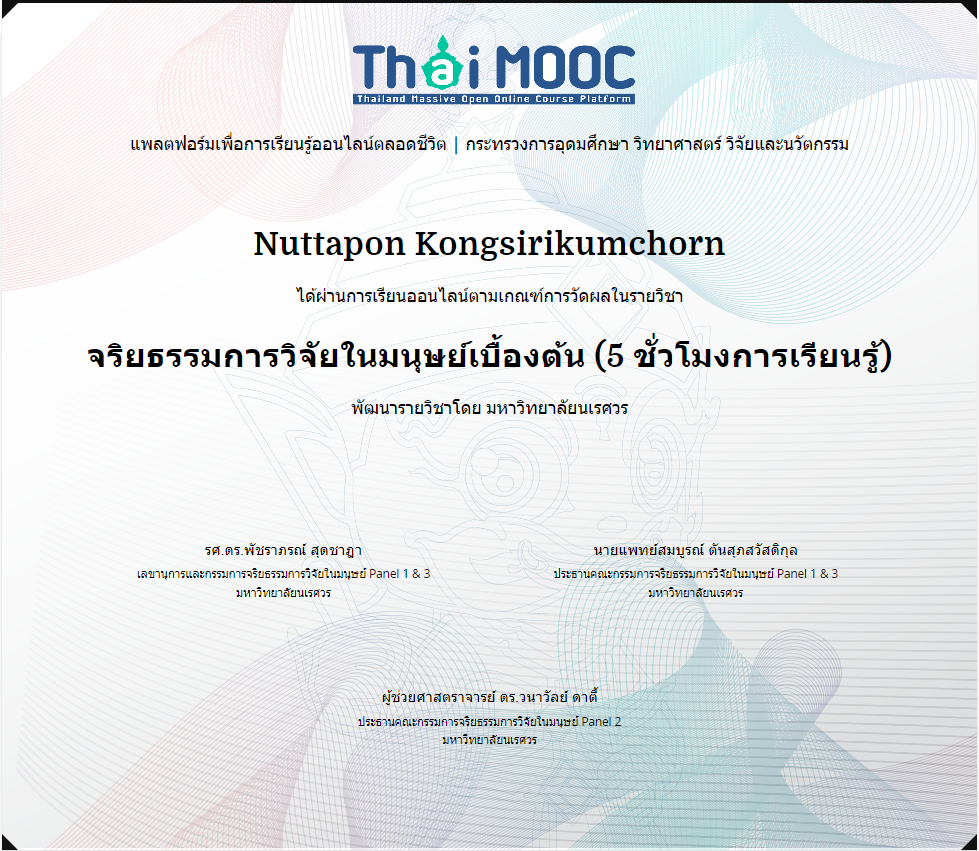 Thai MOOC
Thailand Massive Open Online Course Platform
แพลตฟอร์มเพื่อการเรียนรู้ออนไลน์ตลอดชีวิต | กระทรวงการอุดมศึกษา วิทยาศาสตร์ วิจัยและนวัตกรรม
Nuttapon Kongsirikumchorn
ได้ผ่านการเรียนออนไลน์ตามเกณฑ์การวัดผลในรายวิชา
จริยธรรมการวิจัยในมนุษย์เบื้องต้น (5 ชั่วโมงการเรียนรู้)
พัฒนารายวิชาโดย มหาวิทยาลัยนเรศวร
รศ.ดร.พัชราภรณ์ สุดชาฎา
เลขานุการและกรรมการจริยธรรมการวิจัยในมนุษย์ Panel 1 & 3
มหาวิทยาลัยนเรศวร
นายแพทย์สมบูรณ์ ตันสุภสวัสดิกุล
ประธานคณะกรรมการจริยธรรมการวิจัยในมนุษย์ Panel 1 & 3
มหาวิทยาลัยนเรศวร
ผู้ช่วยศาสตราจารย์ ดร.วนาวัลย์ ดาตี้
ประธานคณะกรรมการจริยธรรมการวิจัยในมนุษย์ Panel 2
มหาวิทยาลัยนเรศวร